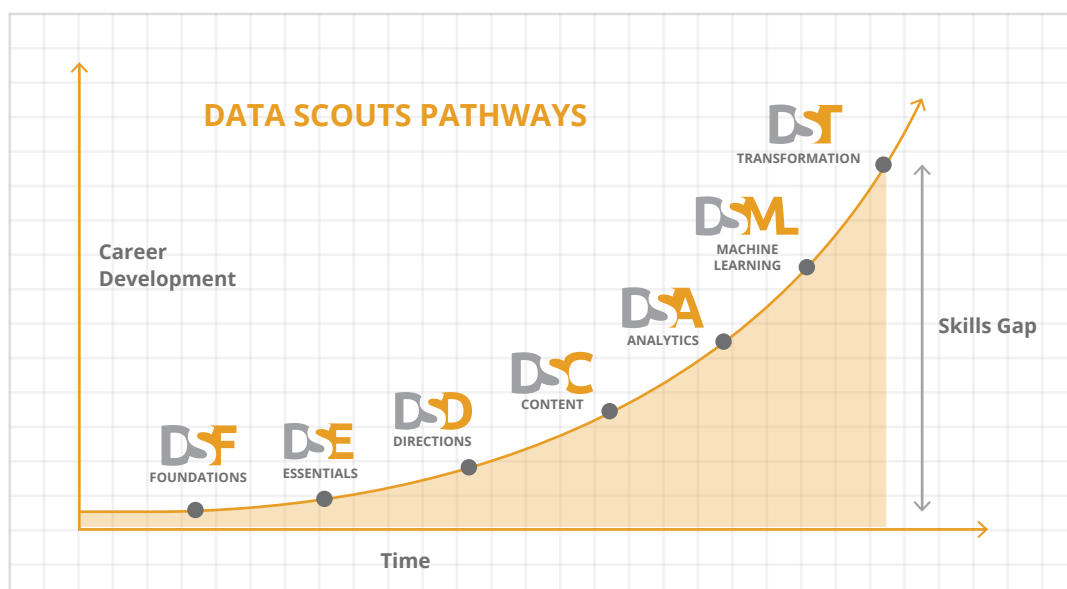 DATA SCOUTS PATHWAYS
Career
Development
DSF
FOUNDATIONS
DSE
ESSENTIALS
DSD
DIRECTIONS
DSC
CONTENT
DSA
ANALYTICS
DSML
MACHINE
LEARNING
DST
TRANSFORMATION
Skills Gap
Time